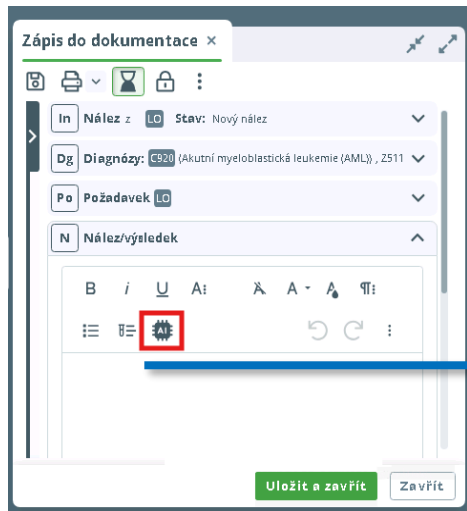 Zápis do dokumentace ×
In Nález z LO Stav: Nový nález
Dg Diagnózy: C920 (Akutní myeloblastická leukemie (AML)) , Z511
Po Požadavek LO
N Nález/výsledek
B i U A A A A ¶
AI
Uložit a zavřít Zavřít